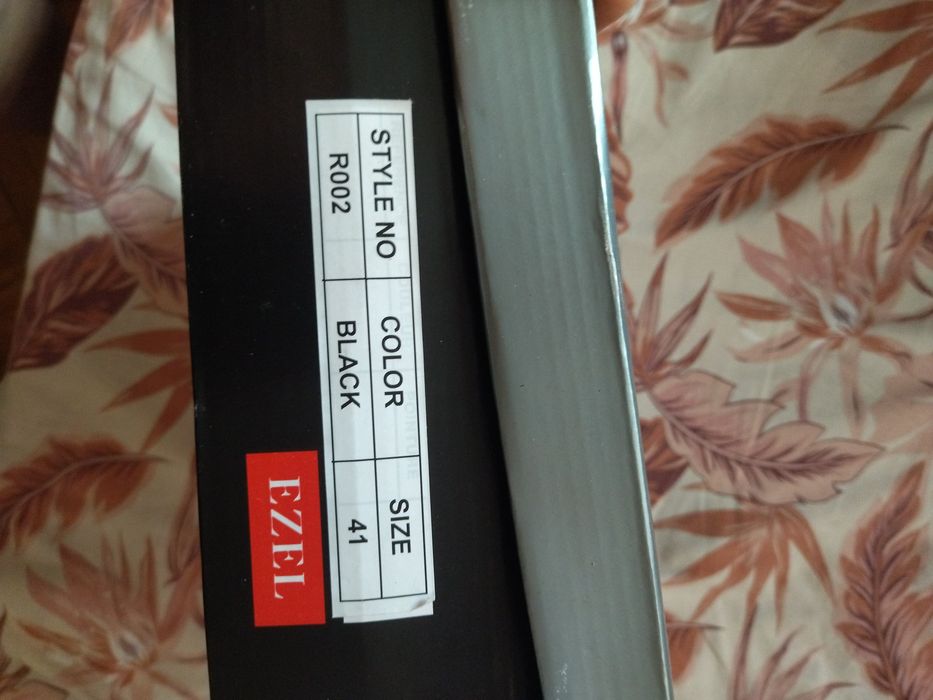 STYLE NO COLOR SIZE
R002 BLACK 41
EZEL